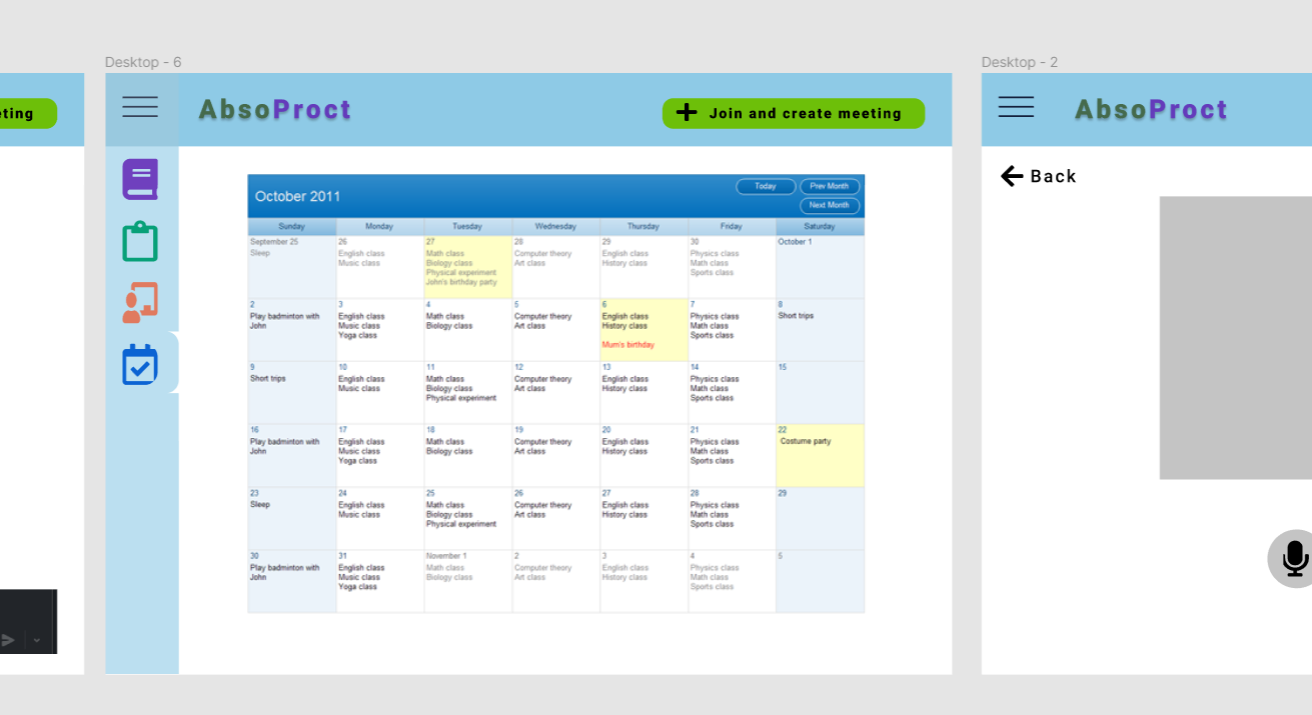 Desktop - 6
Desktop - 2
eting
AbsoProct
Join and create meeting
AbsoProct
Back
October 2011
Today
Prev Month
Next Month
Sunday Monday Tuesday Wednesday Thursday Friday Saturday
September 25
Sleep
26
English class
Music class
27
Math class
Biology class
Physical experiment
John's birthday party
28
Computer theory
Art class
29
English class
History class
30
Physics class
Math class
Sports class
October 1
2
Play badminton with
John
3
English class
Music class
Yoga class
4
Math class
Biology class
5
Computer theory
Art class
6
English class
History class
Mum's birthday
7
Physics class
Math class
Sports class
8
Short trips
9
Short trips
10
English class
Music class
11
Math class
Biology class
Physical experiment
12
Computer theory
Art class
13
English class
History class
14
Physics class
Math class
Sports class
15
16
Play badminton with
John
17
English class
Music class
Yoga class
18
Math class
Biology class
19
Computer theory
Art class
20
English class
History class
21
Physics class
Math class
Sports class
22
Costume party
23
Sleep
24
English class
Music class
25
Math class
Biology class
Physical experiment
26
Computer theory
Art class
27
English class
History class
28
Physics class
Math class
Sports class
29
30
Play badminton with
John
31
English class
Music class
Yoga class
November 1
Math class
Biology class
2
Computer theory
Art class
3
English class
History class
4
Physics class
Math class
Sports class
5